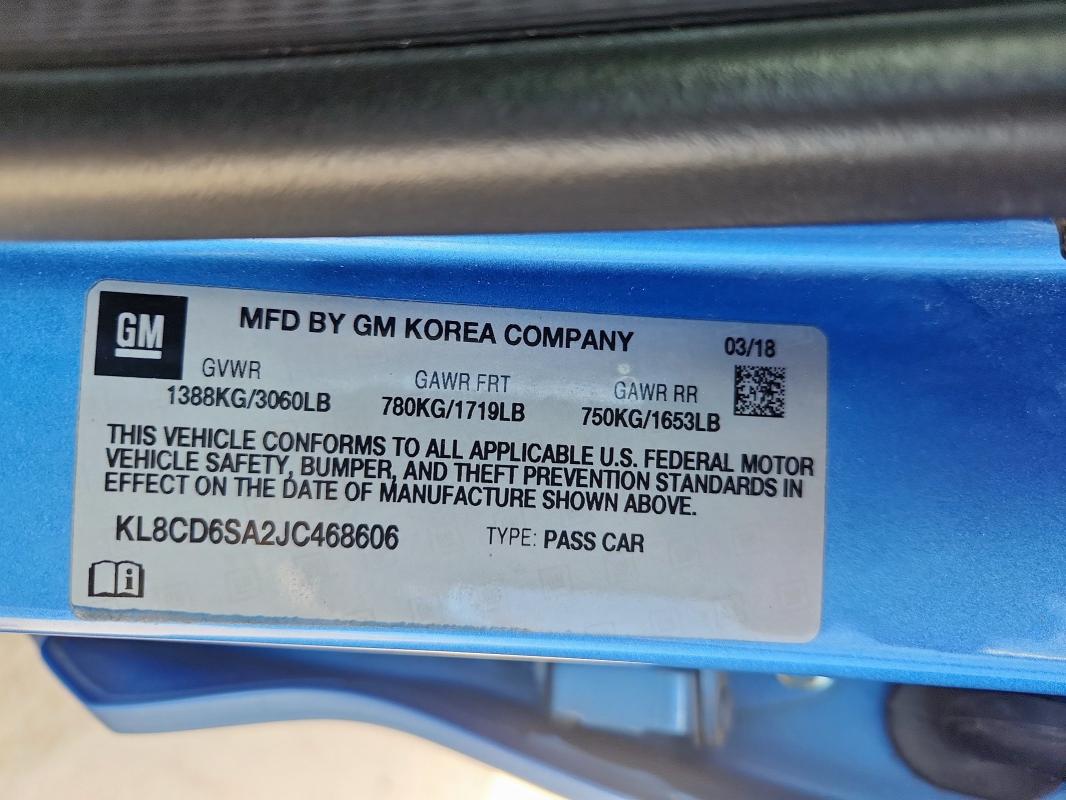 GM
MFD BY GM KOREA COMPANY
03/18
GVWR GAWR FRT GAWR RR
1388KG/3060LB 780KG/1719LB 750KG/1653LB
THIS VEHICLE CONFORMS TO ALL APPLICABLE U.S. FEDERAL MOTOR
VEHICLE SAFETY, BUMPER, AND THEFT PREVENTION STANDARDS IN
EFFECT ON THE DATE OF MANUFACTURE SHOWN ABOVE.
KL8CD6SA2JC468606 TYPE: PASS CAR
i